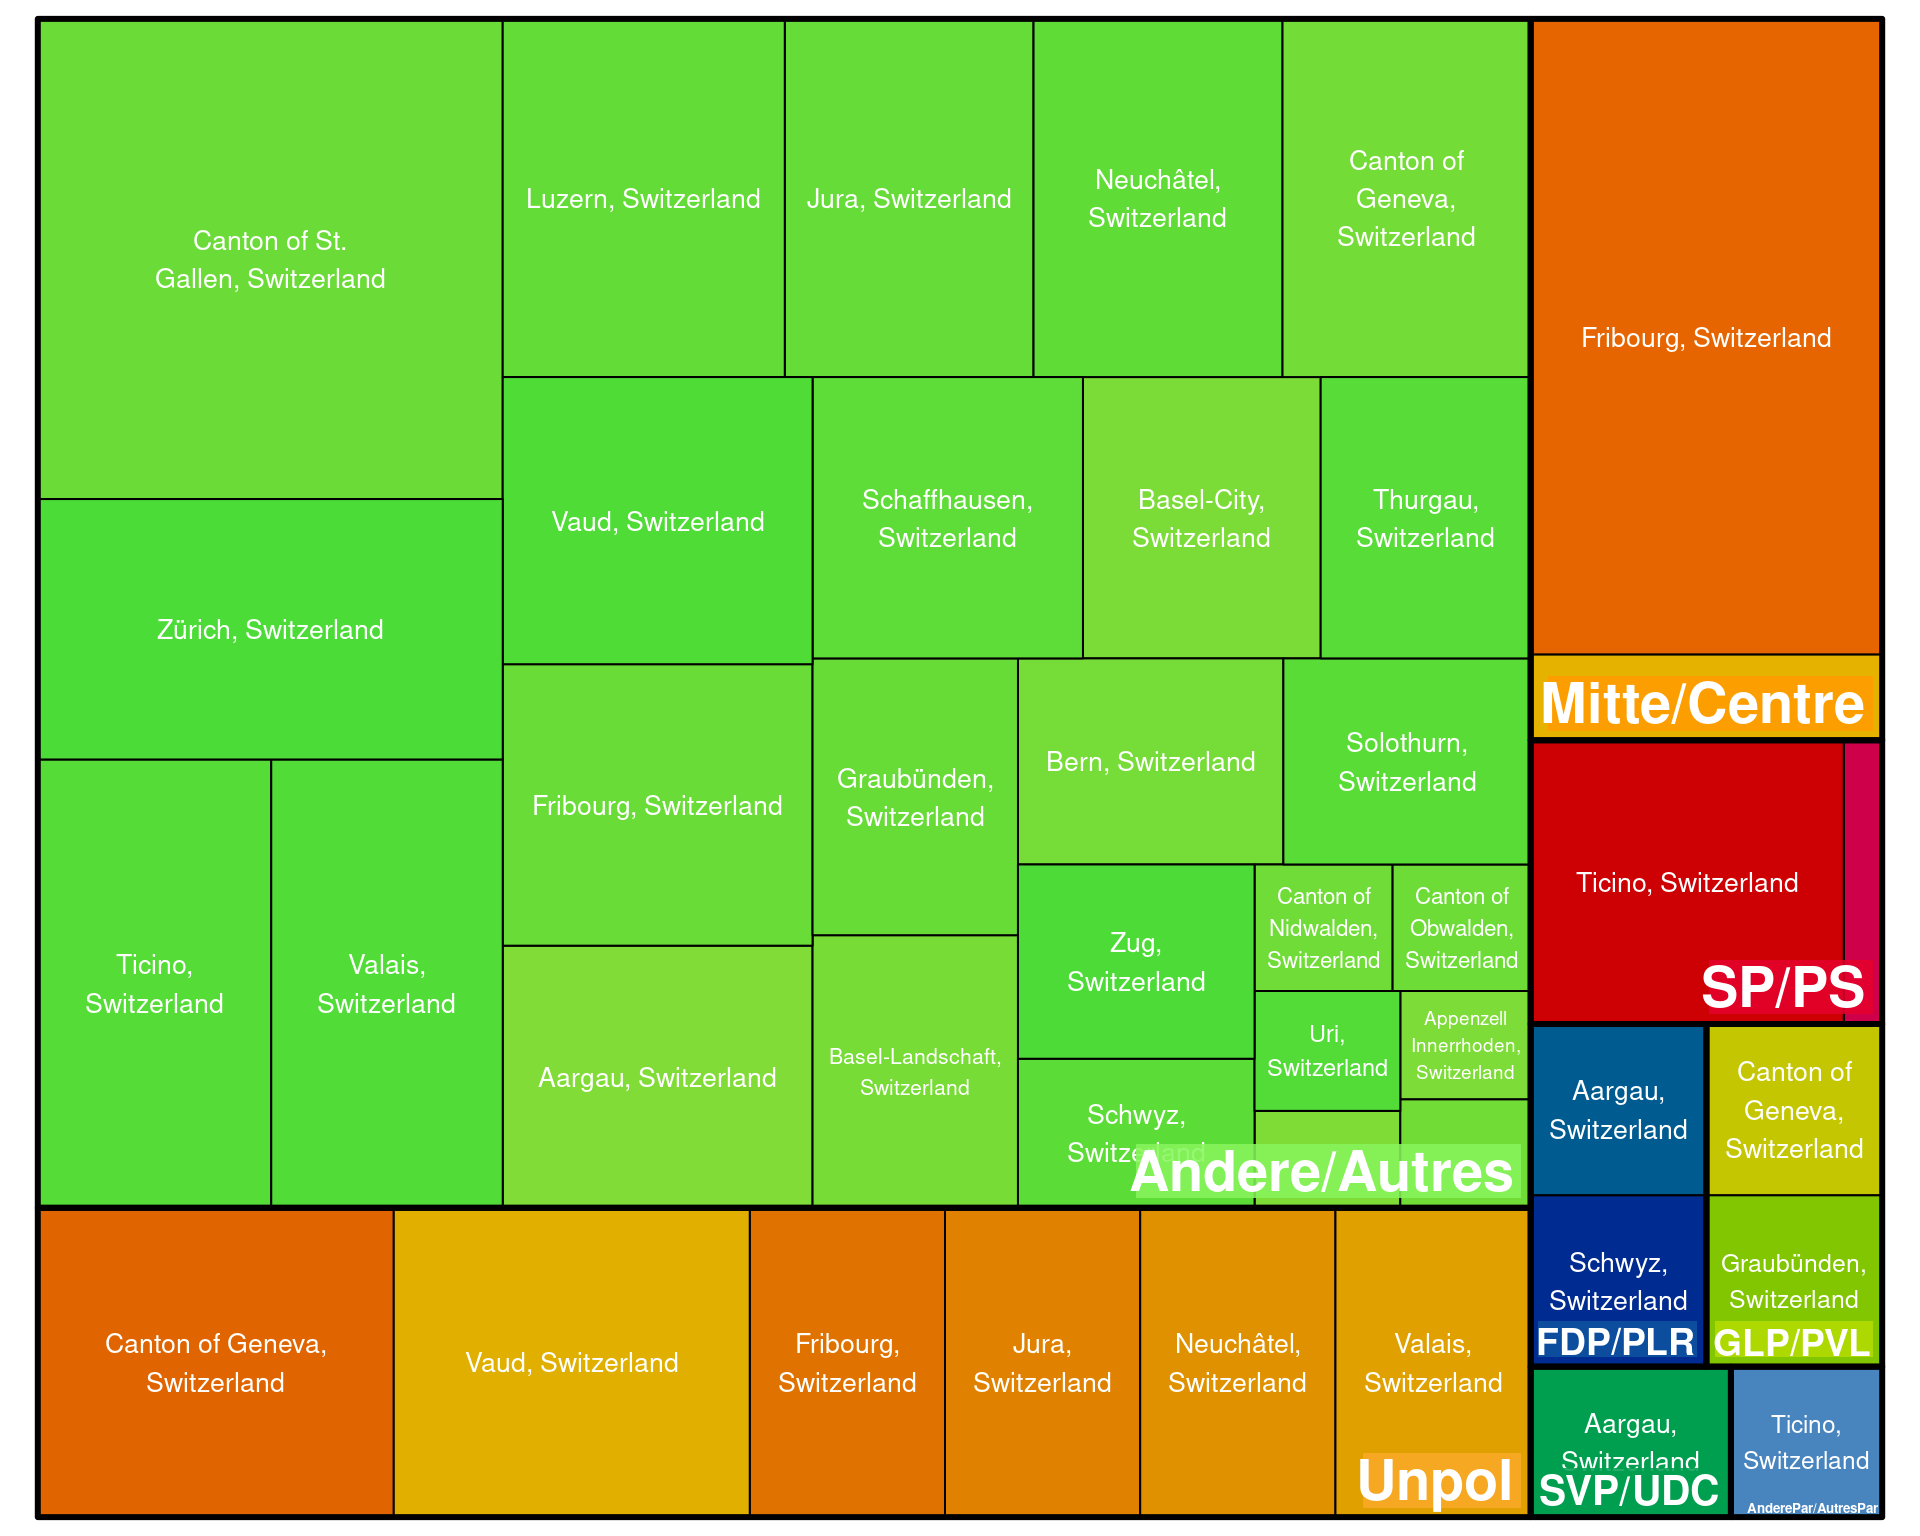 Canton of St.
Gallen, Switzerland
Luzern, Switzerland
Jura, Switzerland
Neuchâtel,
Switzerland
Canton of
Geneva,
Switzerland
Fribourg, Switzerland
Zürich, Switzerland
Vaud, Switzerland
Schaffhausen,
Switzerland
Basel-City,
Switzerland
Thurgau,
Switzerland
Mitte/Centre
Ticino,
Switzerland
Valais,
Switzerland
Fribourg, Switzerland
Graubünden,
Switzerland
Bern, Switzerland
Solothurn,
Switzerland
Ticino, Switzerland
SP/PS
Aargau, Switzerland
Basel-Landschaft,
Switzerland
Zug,
Switzerland
Canton of
Nidwalden,
Switzerland
Canton of
Obwalden,
Switzerland
Uri,
Switzerland
Appenzell
Innerrhoden,
Switzerland
Schwyz,
Switzerland
Andere/Autres
Aargau,
Switzerland
Canton of
Geneva,
Switzerland
Schwyz,
Switzerland
FDP/PLR
Graubünden,
Switzerland
GLP/PVL
Canton of Geneva,
Switzerland
Vaud, Switzerland
Fribourg,
Switzerland
Jura,
Switzerland
Neuchâtel,
Switzerland
Valais,
Switzerland
Unpol
Aargau,
Switzerland
SVP/UDC
Ticino,
Switzerland
AnderePar/AutresPar